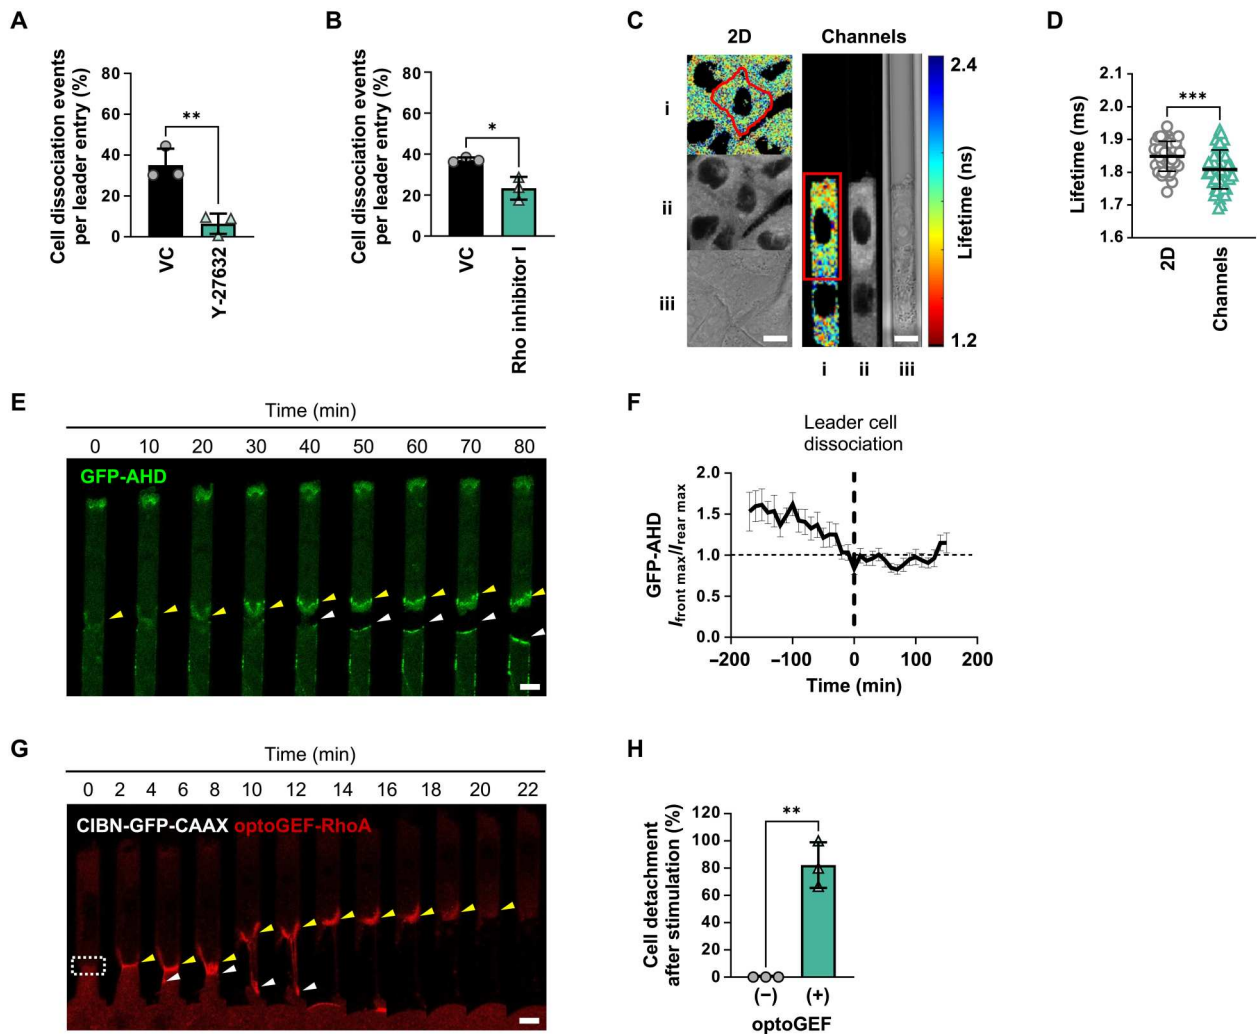 A
Cell dissociation events
per leader entry (%)
80
60
40
20
0
**
VC
Y-27632
B
Cell dissociation events
per leader entry (%)
80
60
40
20
0
*
VC
Rho inhibitor I
C
2D
Channels
i
ii
iii
i
ii
iii
2.4
Lifetime (ns)
1.2
D
Lifetime (ms)
2.1
2.0
1.9
1.8
1.7
1.6
***
2D
Channels
E
Time (min)
0 10 20 30 40 50 60 70 80
GFP-AHD
F
Leader cell
dissociation
GFP-AHD
Ifront max/Irear max
2.0
1.5
1.0
0.5
0.0
−200 −100 0 100 200
Time (min)
G
Time (min)
0 2 4 6 8 10 12 14 16 18 20 22
CIBN-GFP-CAAX optoGEF-RhoA
H
Cell detachment
after stimulation (%)
120
100
80
60
40
20
0
**
(−) (+)
optoGEF